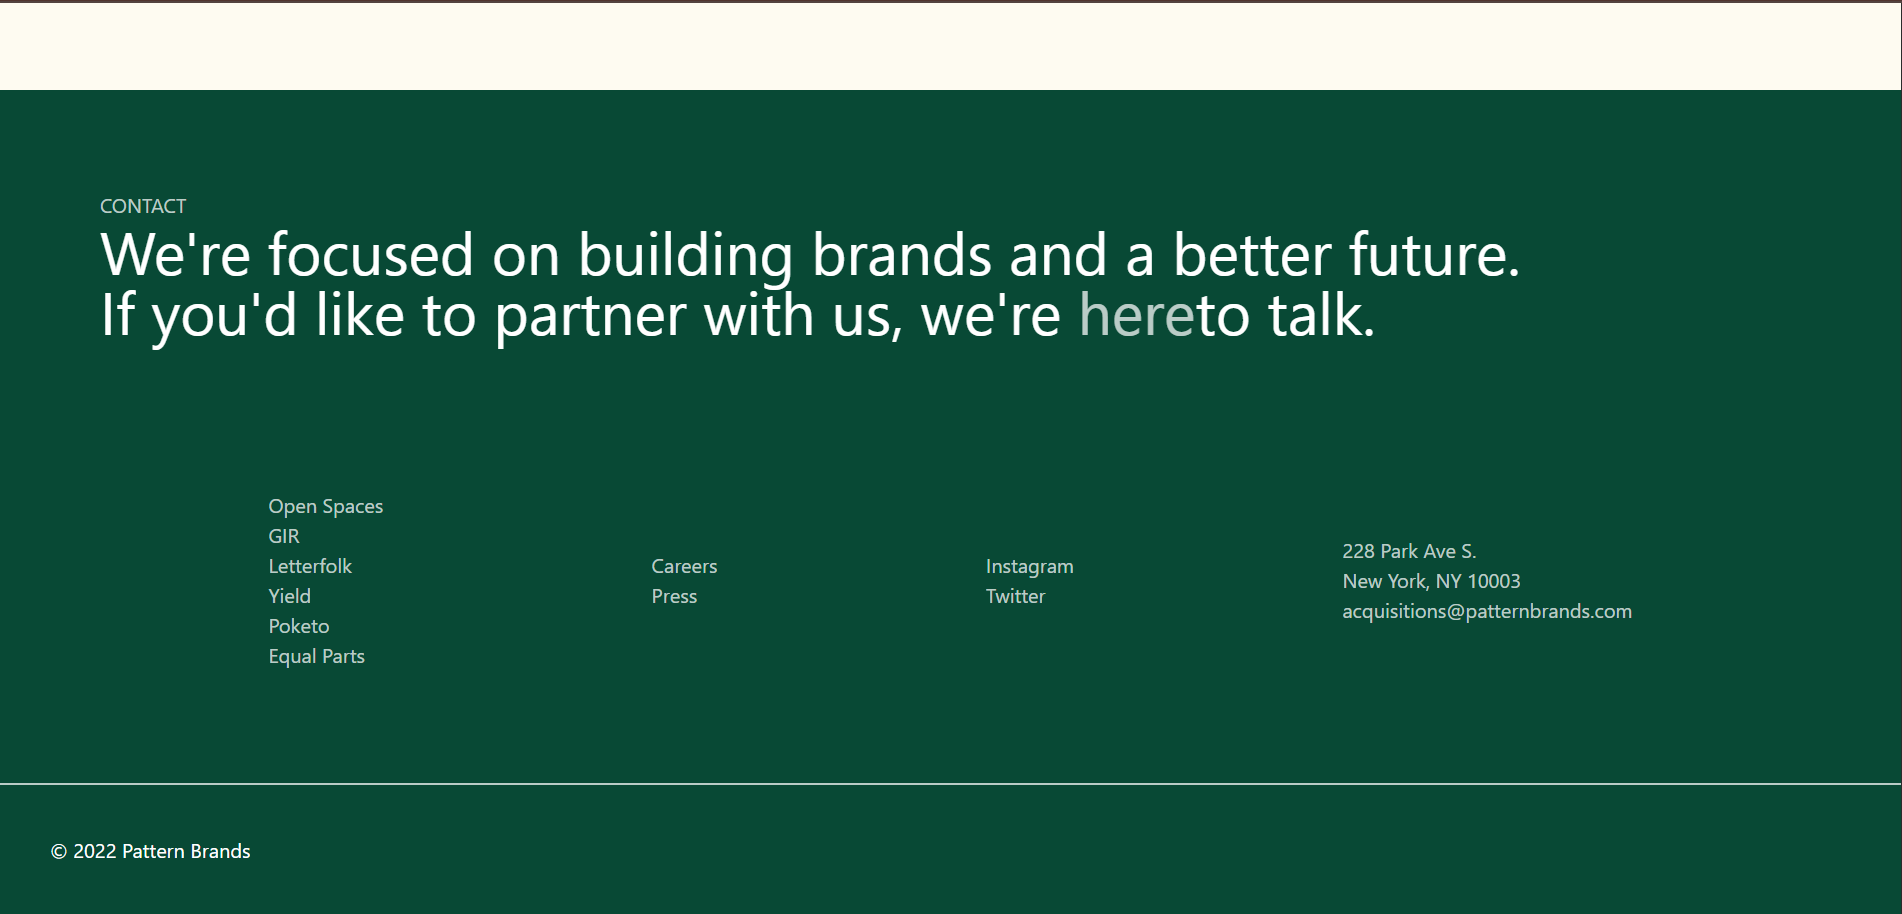 CONTACT
We're focused on building brands and a better future.
If you'd like to partner with us, we're hereto talk.
Open Spaces
GIR
Letterfolk
Yield
Poketo
Equal Parts
Careers
Press
Instagram
Twitter
228 Park Ave S.
New York, NY 10003
acquisitions@patternbrands.com
© 2022 Pattern Brands